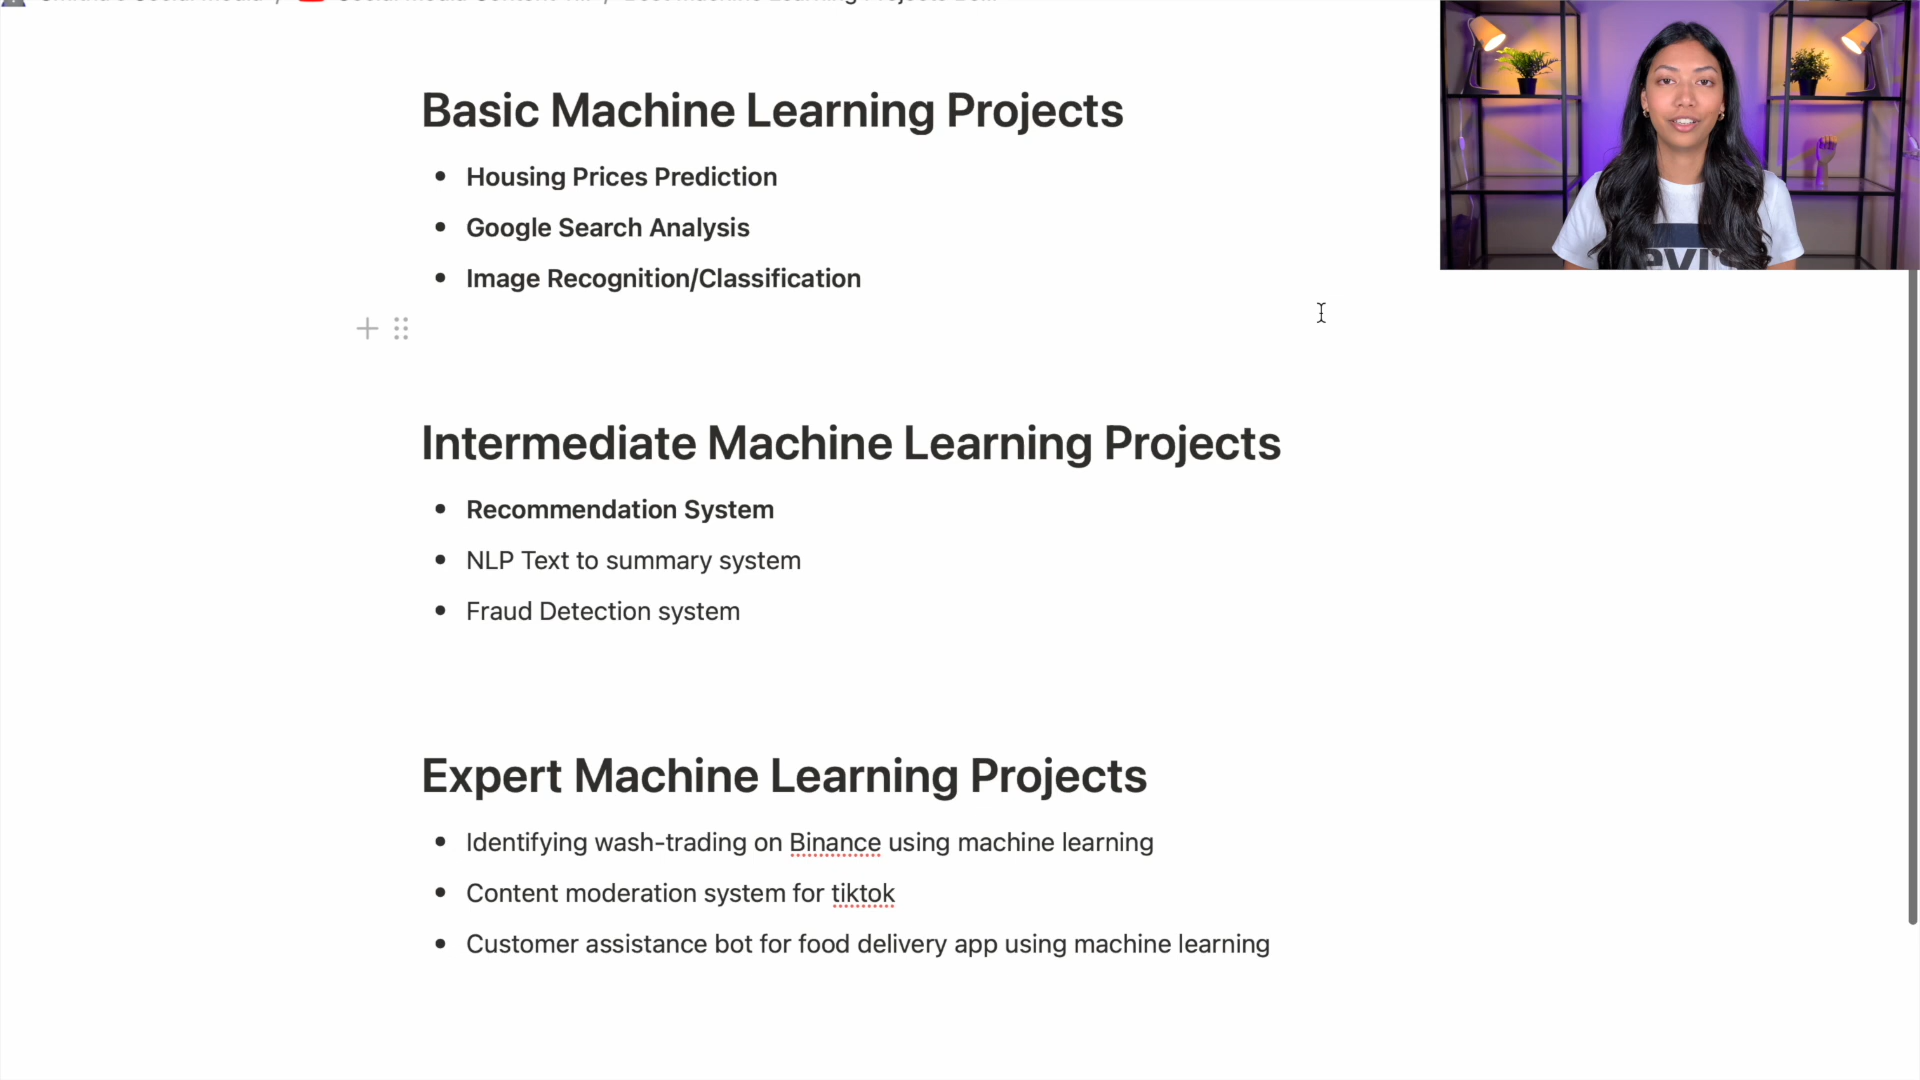 Basic Machine Learning Projects
Housing Prices Prediction
Google Search Analysis
Image Recognition/Classification
Intermediate Machine Learning Projects
Recommendation System
NLP Text to summary system
Fraud Detection system
Expert Machine Learning Projects
Identifying wash-trading on Binance using machine learning
Content moderation system for tiktok
Customer assistance bot for food delivery app using machine learning